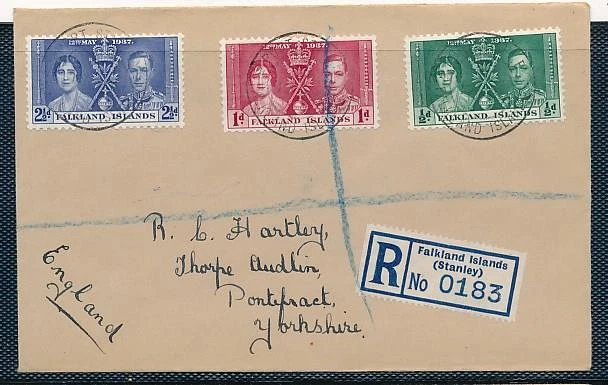 12TH MAY 1937.
2½d 2½d
FALKLAND ISLANDS
12TH MAY 1937.
1d. 1d.
FALKLAND ISLANDS
12TH MAY 1937.
½d ½d
FALKLAND ISLANDS
R. C. Hartley,
Thorpe Audlin,
Pontefract,
Yorkshire.
England
R
Falkland Islands
(Stanley)
No 0183